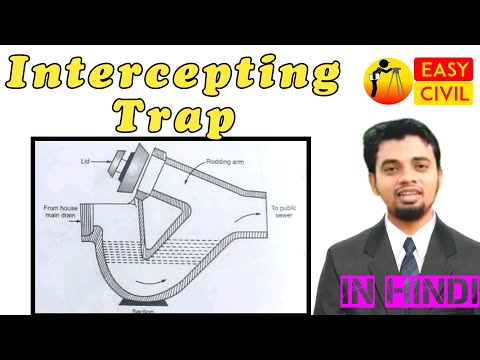 Intercepting
Trap
EASY
CIVIL
Lid
Rodding arm
From house
main drain
To public
sewer
Section
IN HINDI